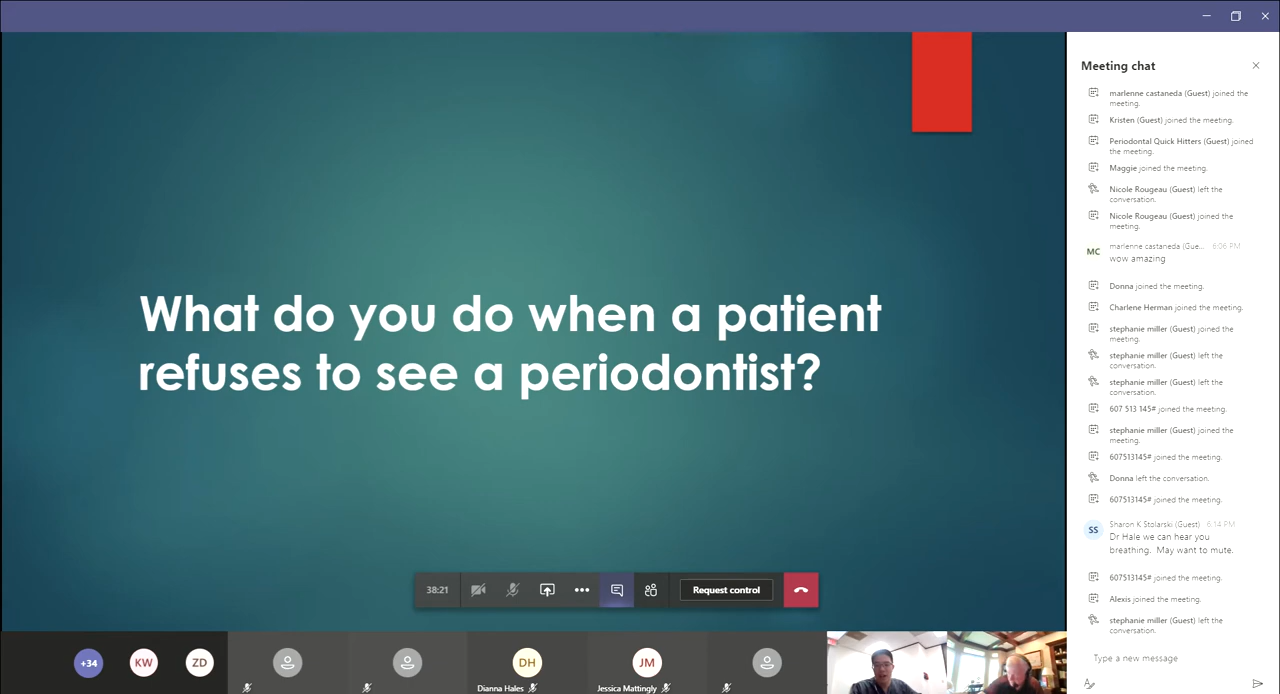 Meeting chat
marlenne castaneda (Guest) joined the
meeting.
Kristen (Guest) joined the meeting.
Periodontal Quick Hitters (Guest) joined
the meeting.
Maggie joined the meeting.
Nicole Rougeau (Guest) left the
conversation.
Nicole Rougeau (Guest) joined the
meeting.
MC
marlenne castaneda (Gue... 6:06 PM
wow amazing
Donna joined the meeting.
Charlene Herman joined the meeting.
stephanie miller (Guest) joined the
meeting.
stephanie miller (Guest) left the
conversation.
stephanie miller (Guest) left the
conversation.
607 513 145# joined the meeting.
stephanie miller (Guest) joined the
meeting.
607513145# joined the meeting.
Donna left the conversation.
607513145# joined the meeting.
SS
Sharon K Stolarski (Guest) 6:14 PM
Dr Hale we can hear you
breathing. May want to mute.
607513145# joined the meeting.
Alexis joined the meeting.
stephanie miller (Guest) left the
conversation.
Type a new message
What do you do when a patient
refuses to see a periodontist?
38:21
Request control
+34
KW
ZD
DH
Dianna Hales
JM
Jessica Mattingly